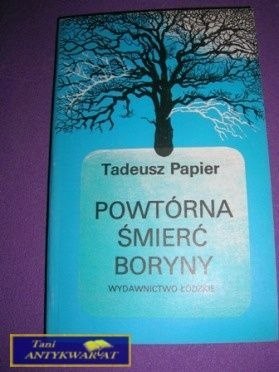 Tadeusz Papier
POWTÓRNA
ŚMIERĆ
BORYNY
WYDAWNICTWO ŁÓDZKIE
Tani
ANTYKWARIAT